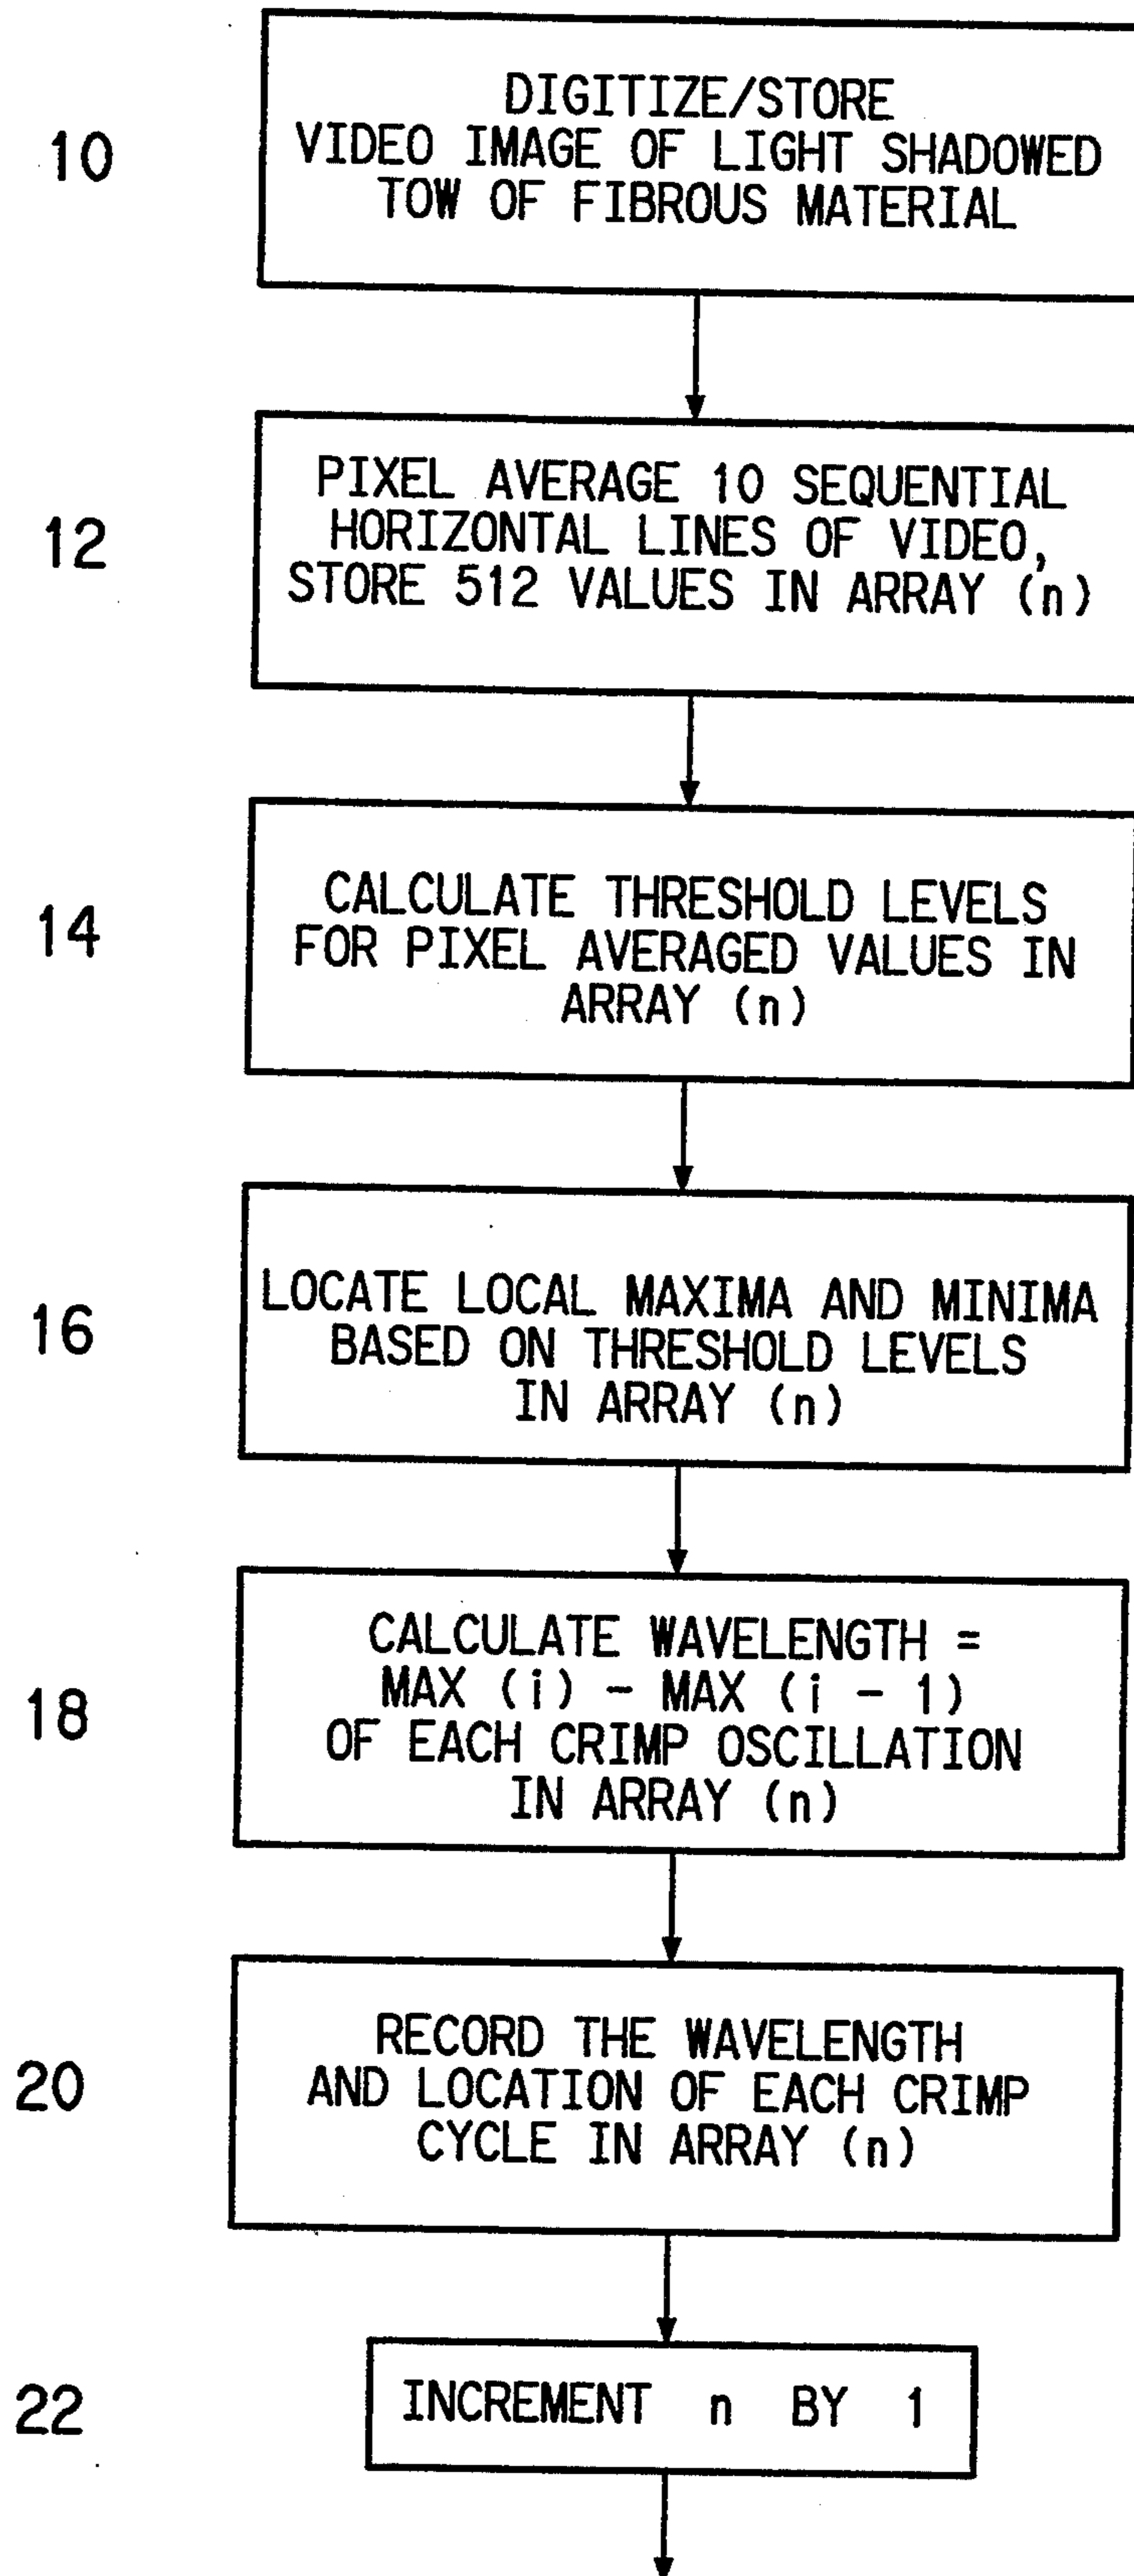 10
DIGITIZE/STORE
VIDEO IMAGE OF LIGHT SHADOWED
TOW OF FIBROUS MATERIAL
12
PIXEL AVERAGE 10 SEQUENTIAL
HORIZONTAL LINES OF VIDEO,
STORE 512 VALUES IN ARRAY (n)
14
CALCULATE THRESHOLD LEVELS
FOR PIXEL AVERAGED VALUES IN
ARRAY (n)
16
LOCATE LOCAL MAXIMA AND MINIMA
BASED ON THRESHOLD LEVELS
IN ARRAY (n)
18
CALCULATE WAVELENGTH =
MAX (i) - MAX (i - 1)
OF EACH CRIMP OSCILLATION
IN ARRAY (n)
20
RECORD THE WAVELENGTH
AND LOCATION OF EACH CRIMP
CYCLE IN ARRAY (n)
22
INCREMENT n BY 1